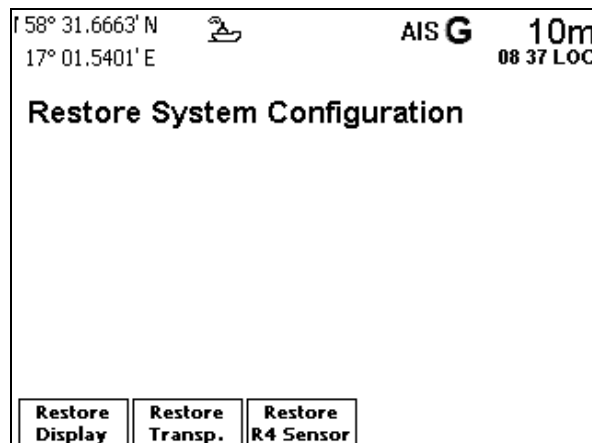 58° 31.6663' N AIS G 10m
17° 01.5401' E 08 37 LOC
Restore System Configuration
Restore Display
Restore Transp.
Restore R4 Sensor